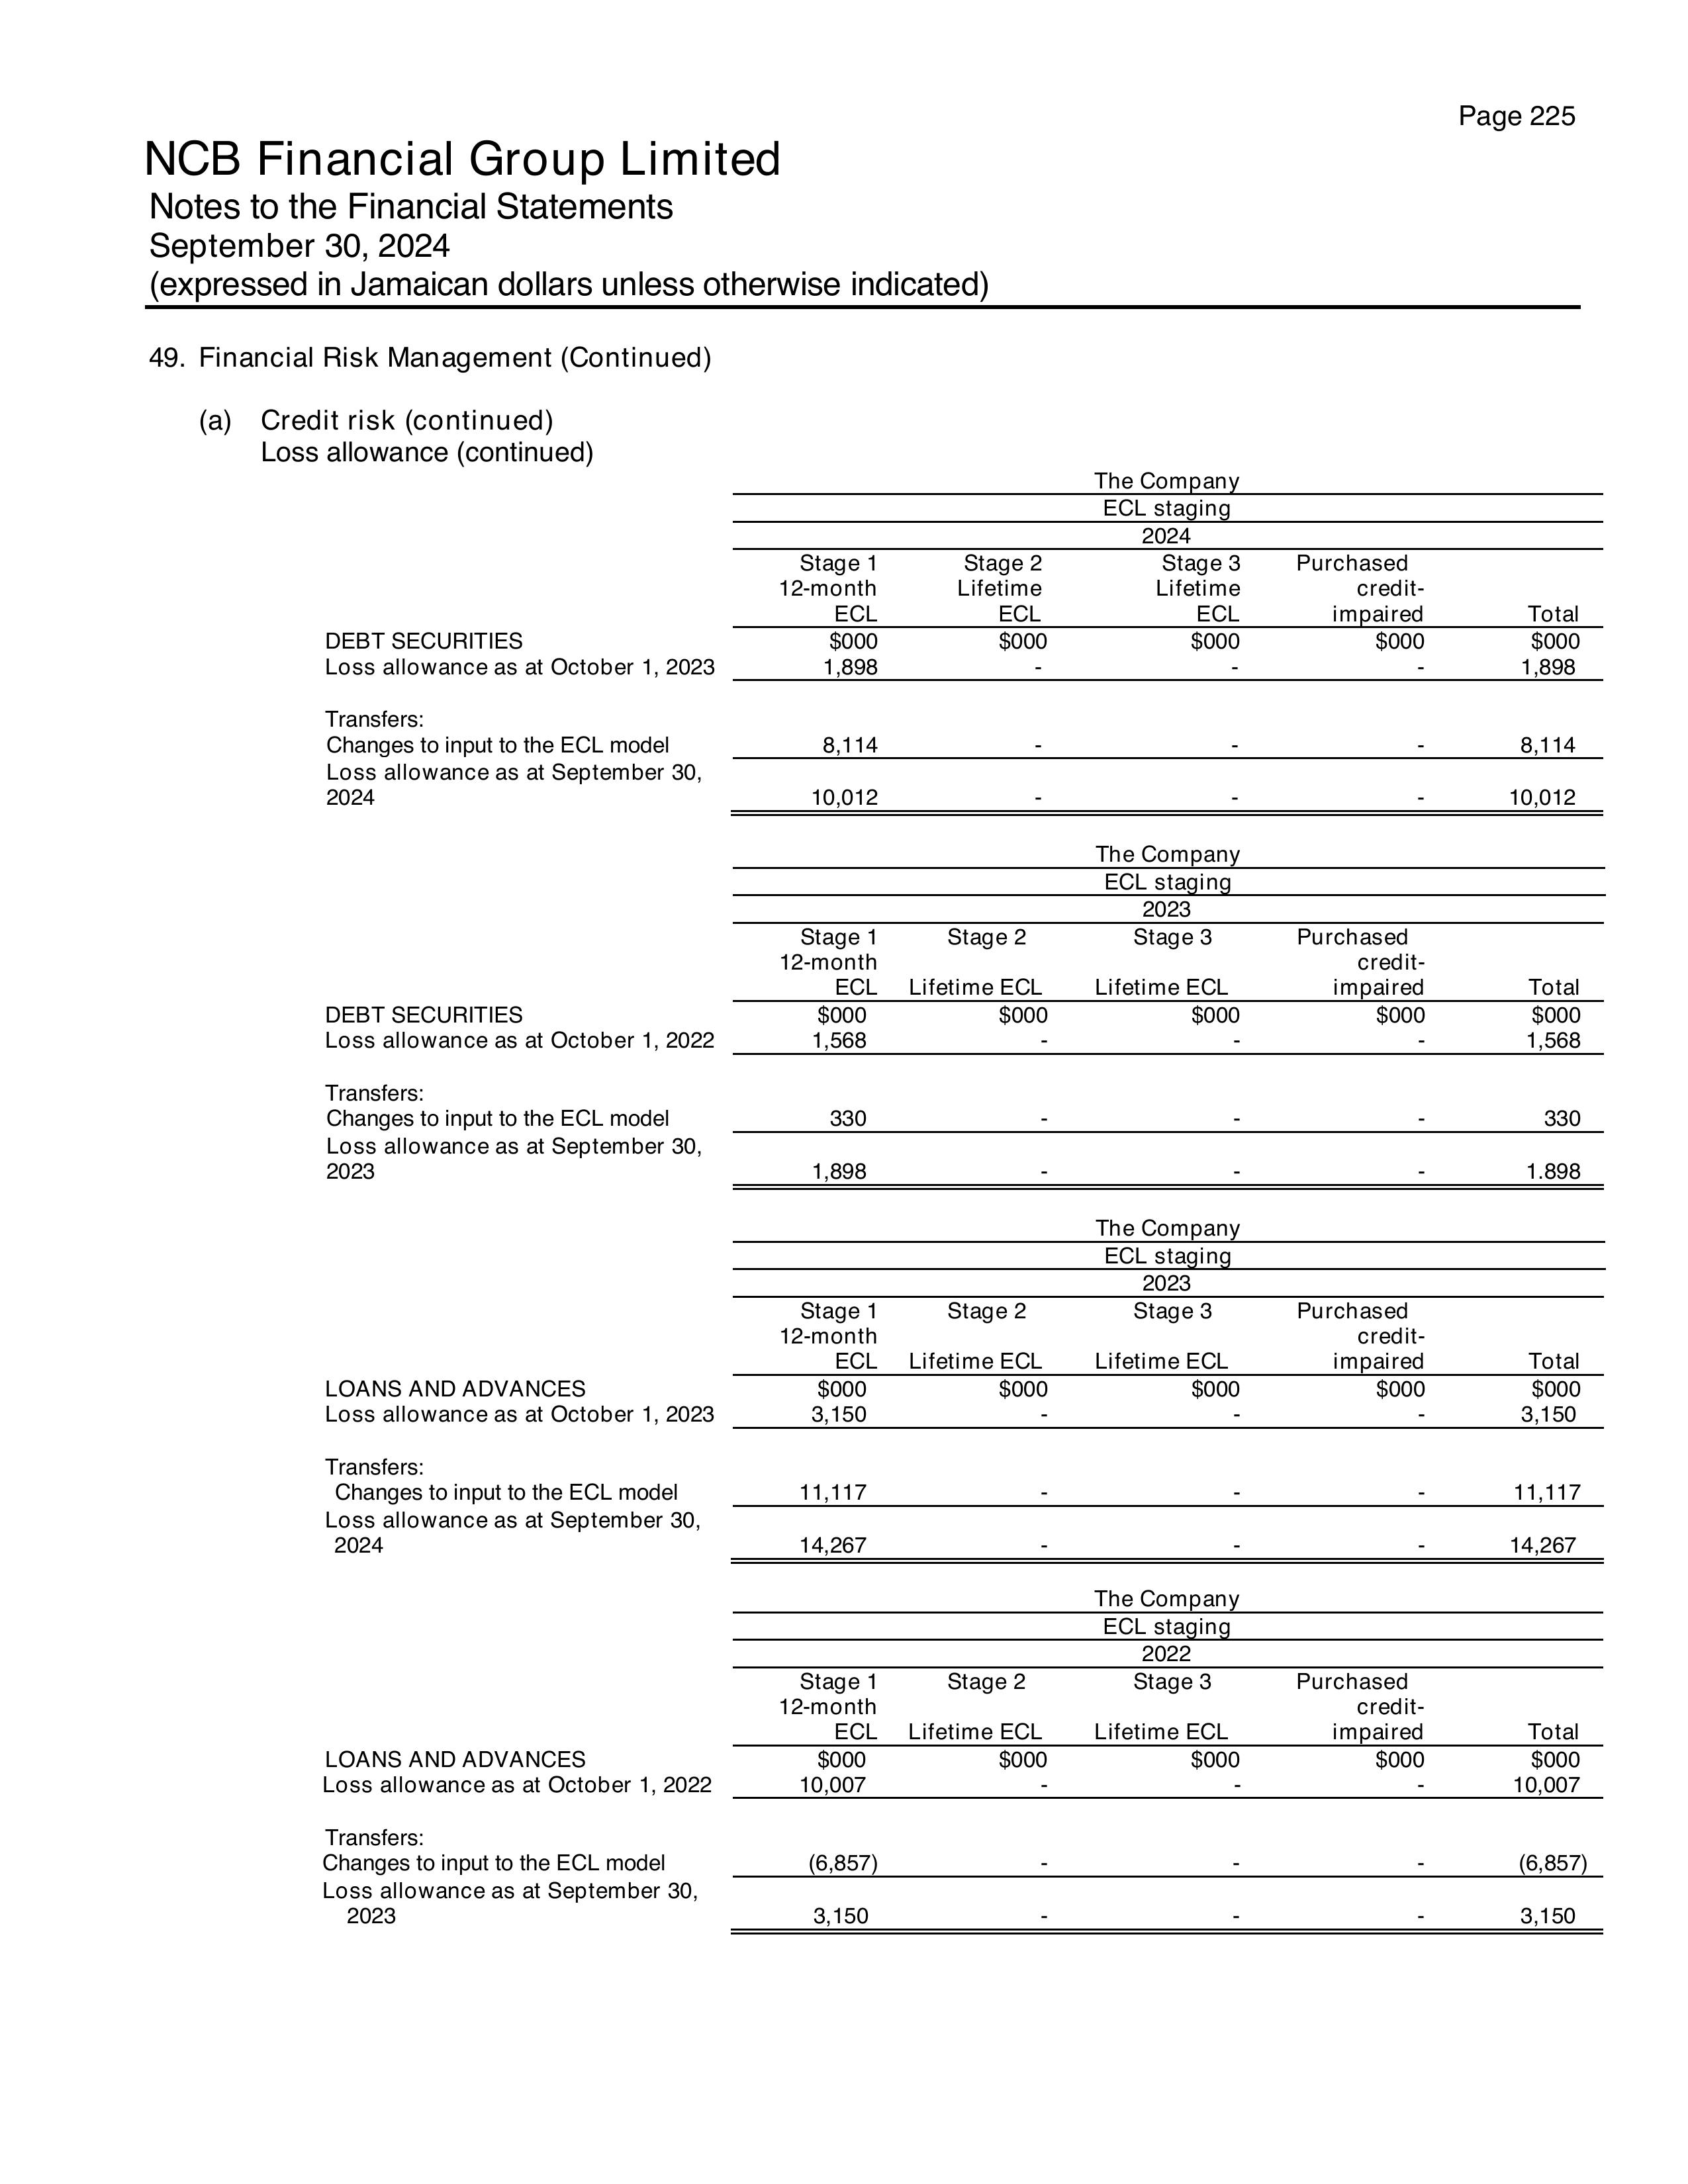 Page 225
NCB Financial Group Limited
Notes to the Financial Statements
September 30, 2024
(expressed in Jamaican dollars unless otherwise indicated)
49. Financial Risk Management (Continued)
(a) Credit risk (continued)
Loss allowance (continued)
The Company
ECL staging
2024
Stage 1 Stage 2 Stage 3 Purchased
12-month Lifetime Lifetime credit-
ECL ECL ECL impaired Total
DEBT SECURITIES $000 $000 $000 $000 $000
Loss allowance as at October 1, 2023 1,898 - - - 1,898
Transfers:
Changes to input to the ECL model 8,114 - - - 8,114
Loss allowance as at September 30,
2024 10,012 - - - 10,012
The Company
ECL staging
2023
Stage 1 Stage 2 Stage 3 Purchased
12-month credit-
ECL Lifetime ECL Lifetime ECL impaired Total
DEBT SECURITIES $000 $000 $000 $000 $000
Loss allowance as at October 1, 2022 1,568 - - - 1,568
Transfers:
Changes to input to the ECL model 330 - - - 330
Loss allowance as at September 30,
2023 1,898 - - - 1.898
The Company
ECL staging
2023
Stage 1 Stage 2 Stage 3 Purchased
12-month credit-
ECL Lifetime ECL Lifetime ECL impaired Total
LOANS AND ADVANCES $000 $000 $000 $000 $000
Loss allowance as at October 1, 2023 3,150 - - - 3,150
Transfers:
Changes to input to the ECL model 11,117 - - - 11,117
Loss allowance as at September 30,
2024 14,267 - - - 14,267
The Company
ECL staging
2022
Stage 1 Stage 2 Stage 3 Purchased
12-month credit-
ECL Lifetime ECL Lifetime ECL impaired Total
LOANS AND ADVANCES $000 $000 $000 $000 $000
Loss allowance as at October 1, 2022 10,007 - - - 10,007
Transfers:
Changes to input to the ECL model (6,857) - - - (6,857)
Loss allowance as at September 30,
2023 3,150 - - - 3,150